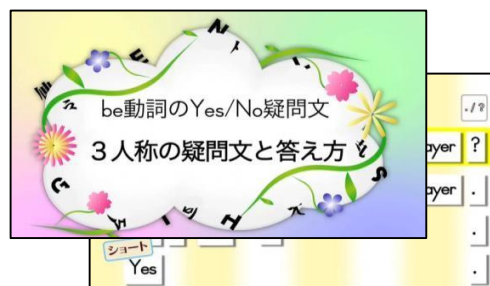 be動詞のYes/No疑問文
3人称の疑問文と答え方
./?
ayer ?
ayer .
.
ショート
Yes
.